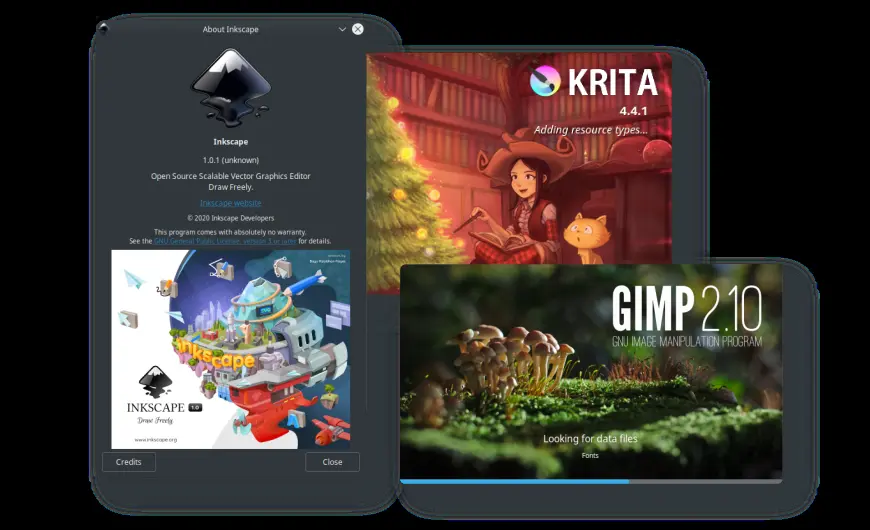 About Inkscape
Inkscape
1.0.1 (unknown)
Open Source Scalable Vector Graphics Editor
Draw Freely.
Inkscape website
© 2020 Inkscape Developers
This program comes with absolutely no warranty.
See the GNU General Public License, version 3 or later for details.
inkscape
INKSCAPE 1.0
Draw Freely
www.inkscape.org
Credits
Close
KRITA
4.4.1
Adding resource types...
GIMP 2.10
GNU IMAGE MANIPULATION PROGRAM
Looking for data files
Fonts